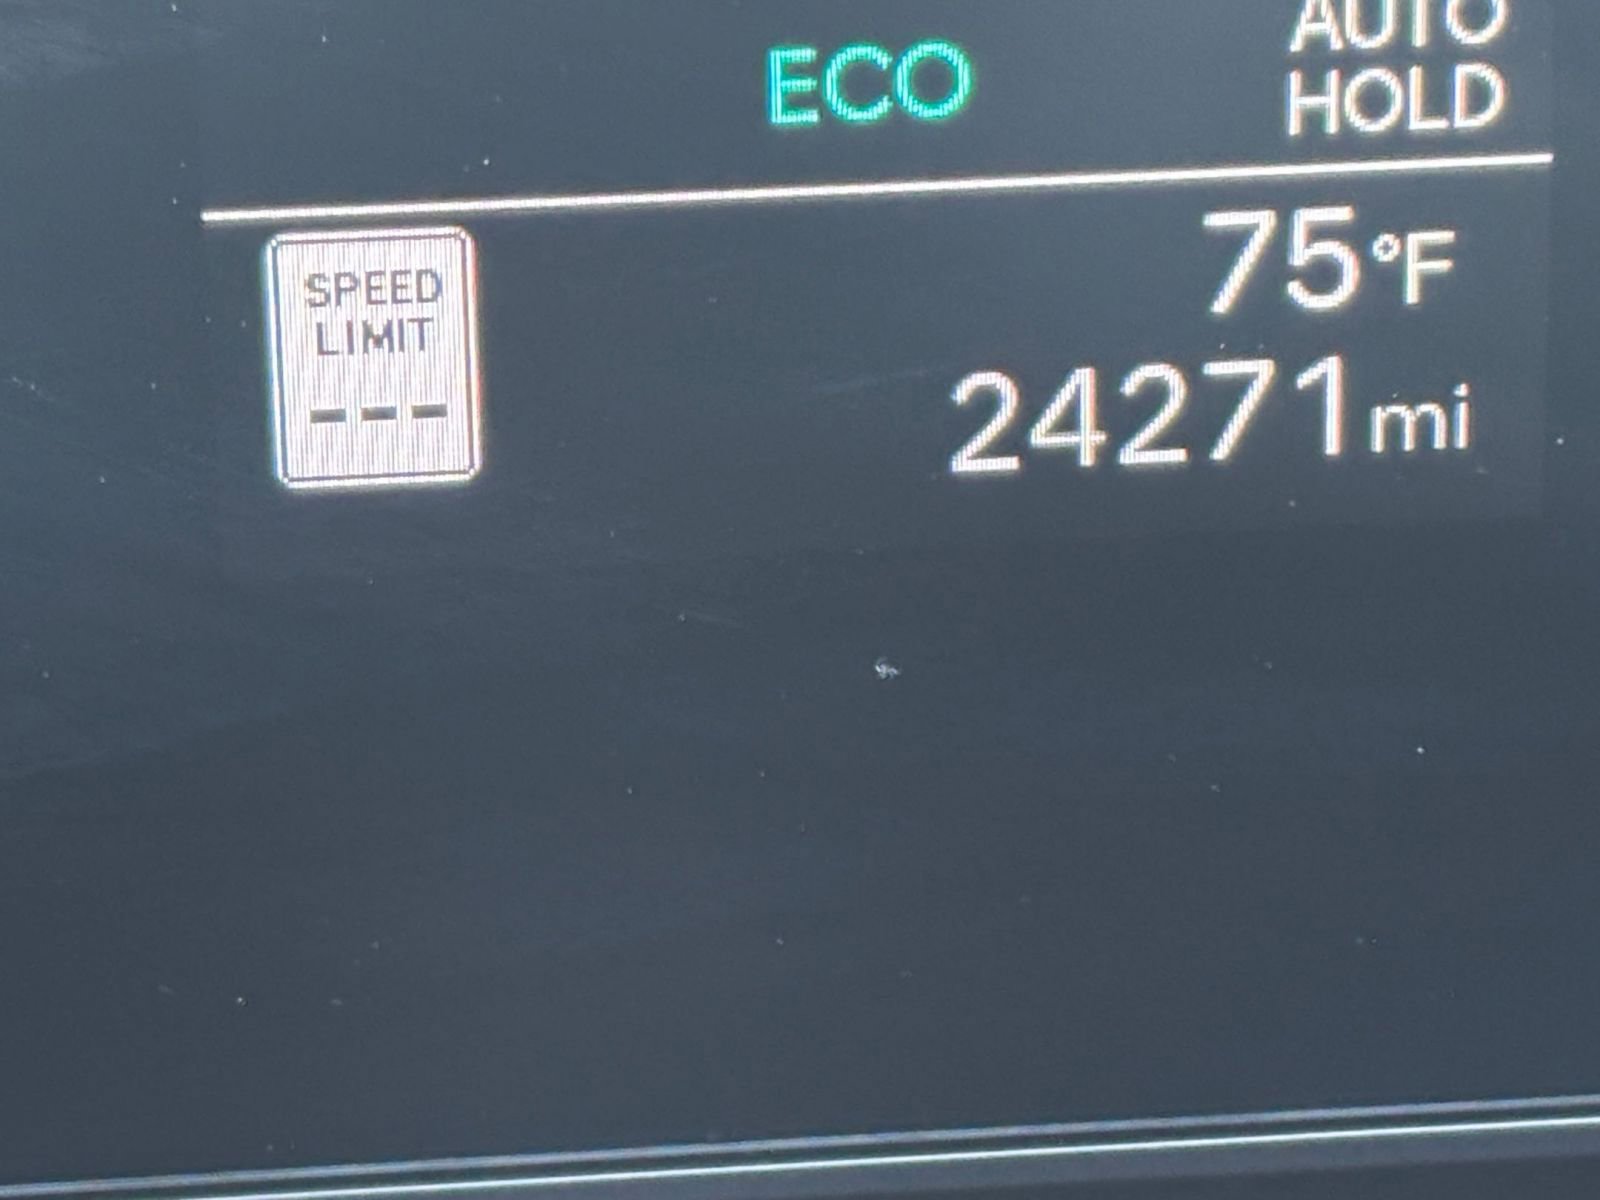 ECO
AUTO
HOLD
SPEED
LIMIT
---
75°F
24271mi